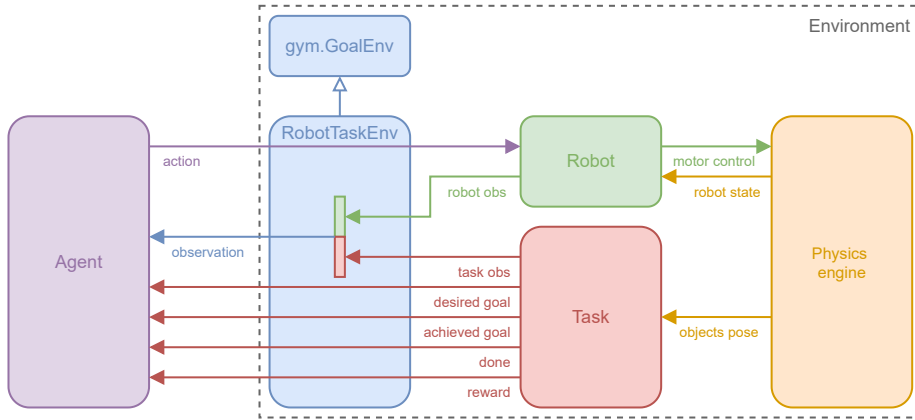 Environment
gym.GoalEnv
RobotTaskEnv
action
Robot
motor control
robot state
robot obs
observation
Agent
task obs
desired goal
achieved goal
done
reward
Task
objects pose
Physics
engine